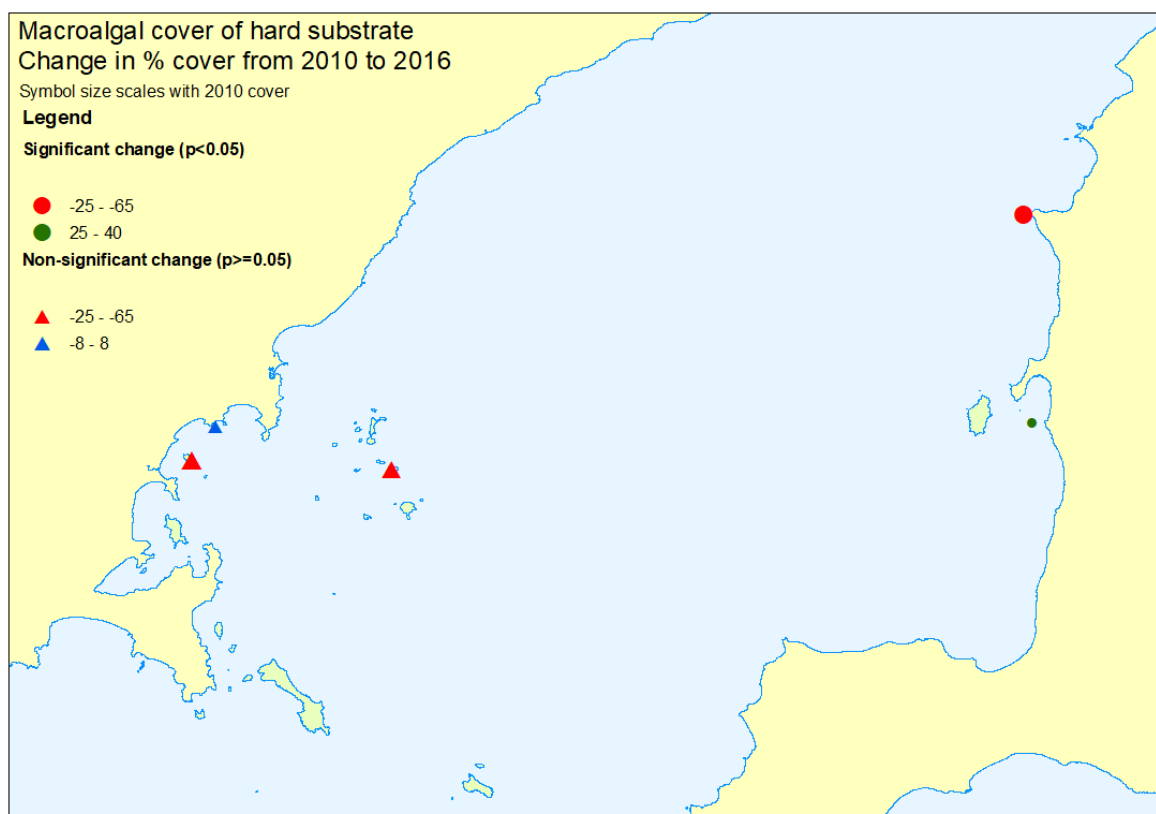 Macroalgal cover of hard substrate
Change in % cover from 2010 to 2016
Symbol size scales with 2010 cover
Legend
Significant change (p<0.05)
-25 - -65
25 - 40
Non-significant change (p>=0.05)
-25 - -65
-8 - 8